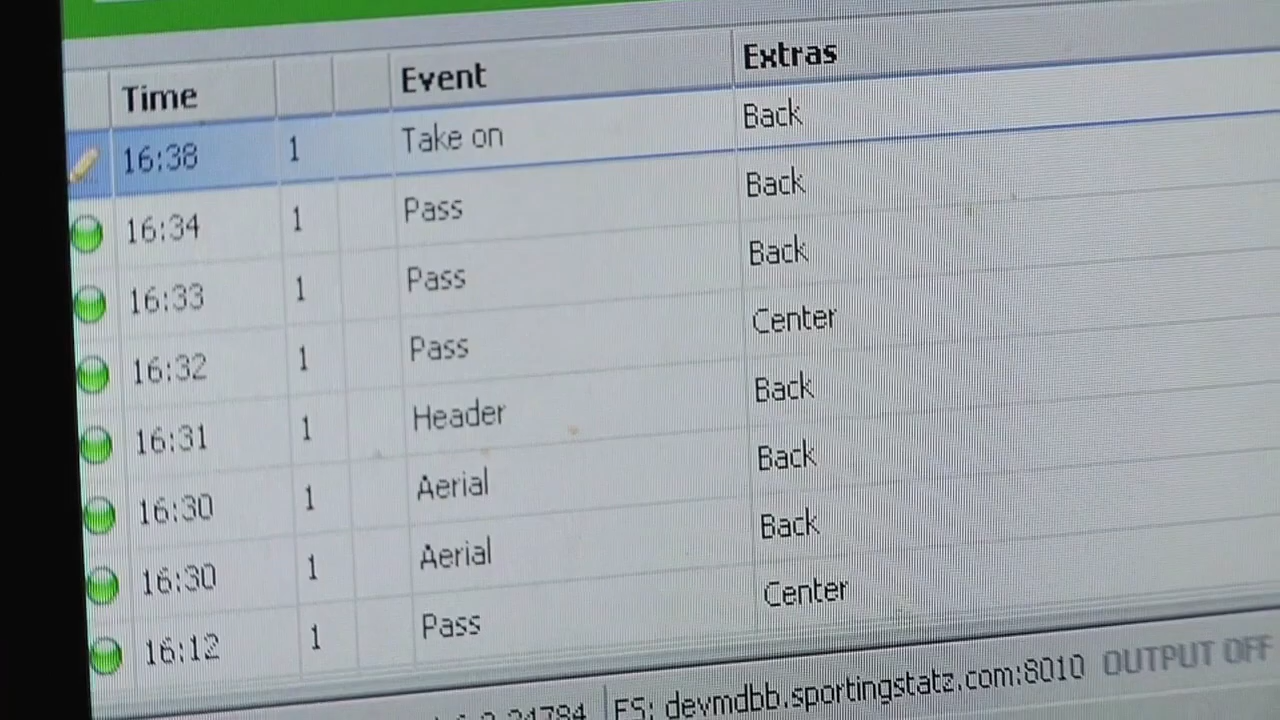 Time Event Extras
16:38 1 Take on Back
16:34 1 Pass Back
16:33 1 Pass Back
16:32 1 Pass Center
16:31 1 Header Back
16:30 1 Aerial Back
16:30 1 Aerial Back
16:12 1 Pass Center
ES: devmdbb.sportingstatz.com:8010 OUTPUT OFF